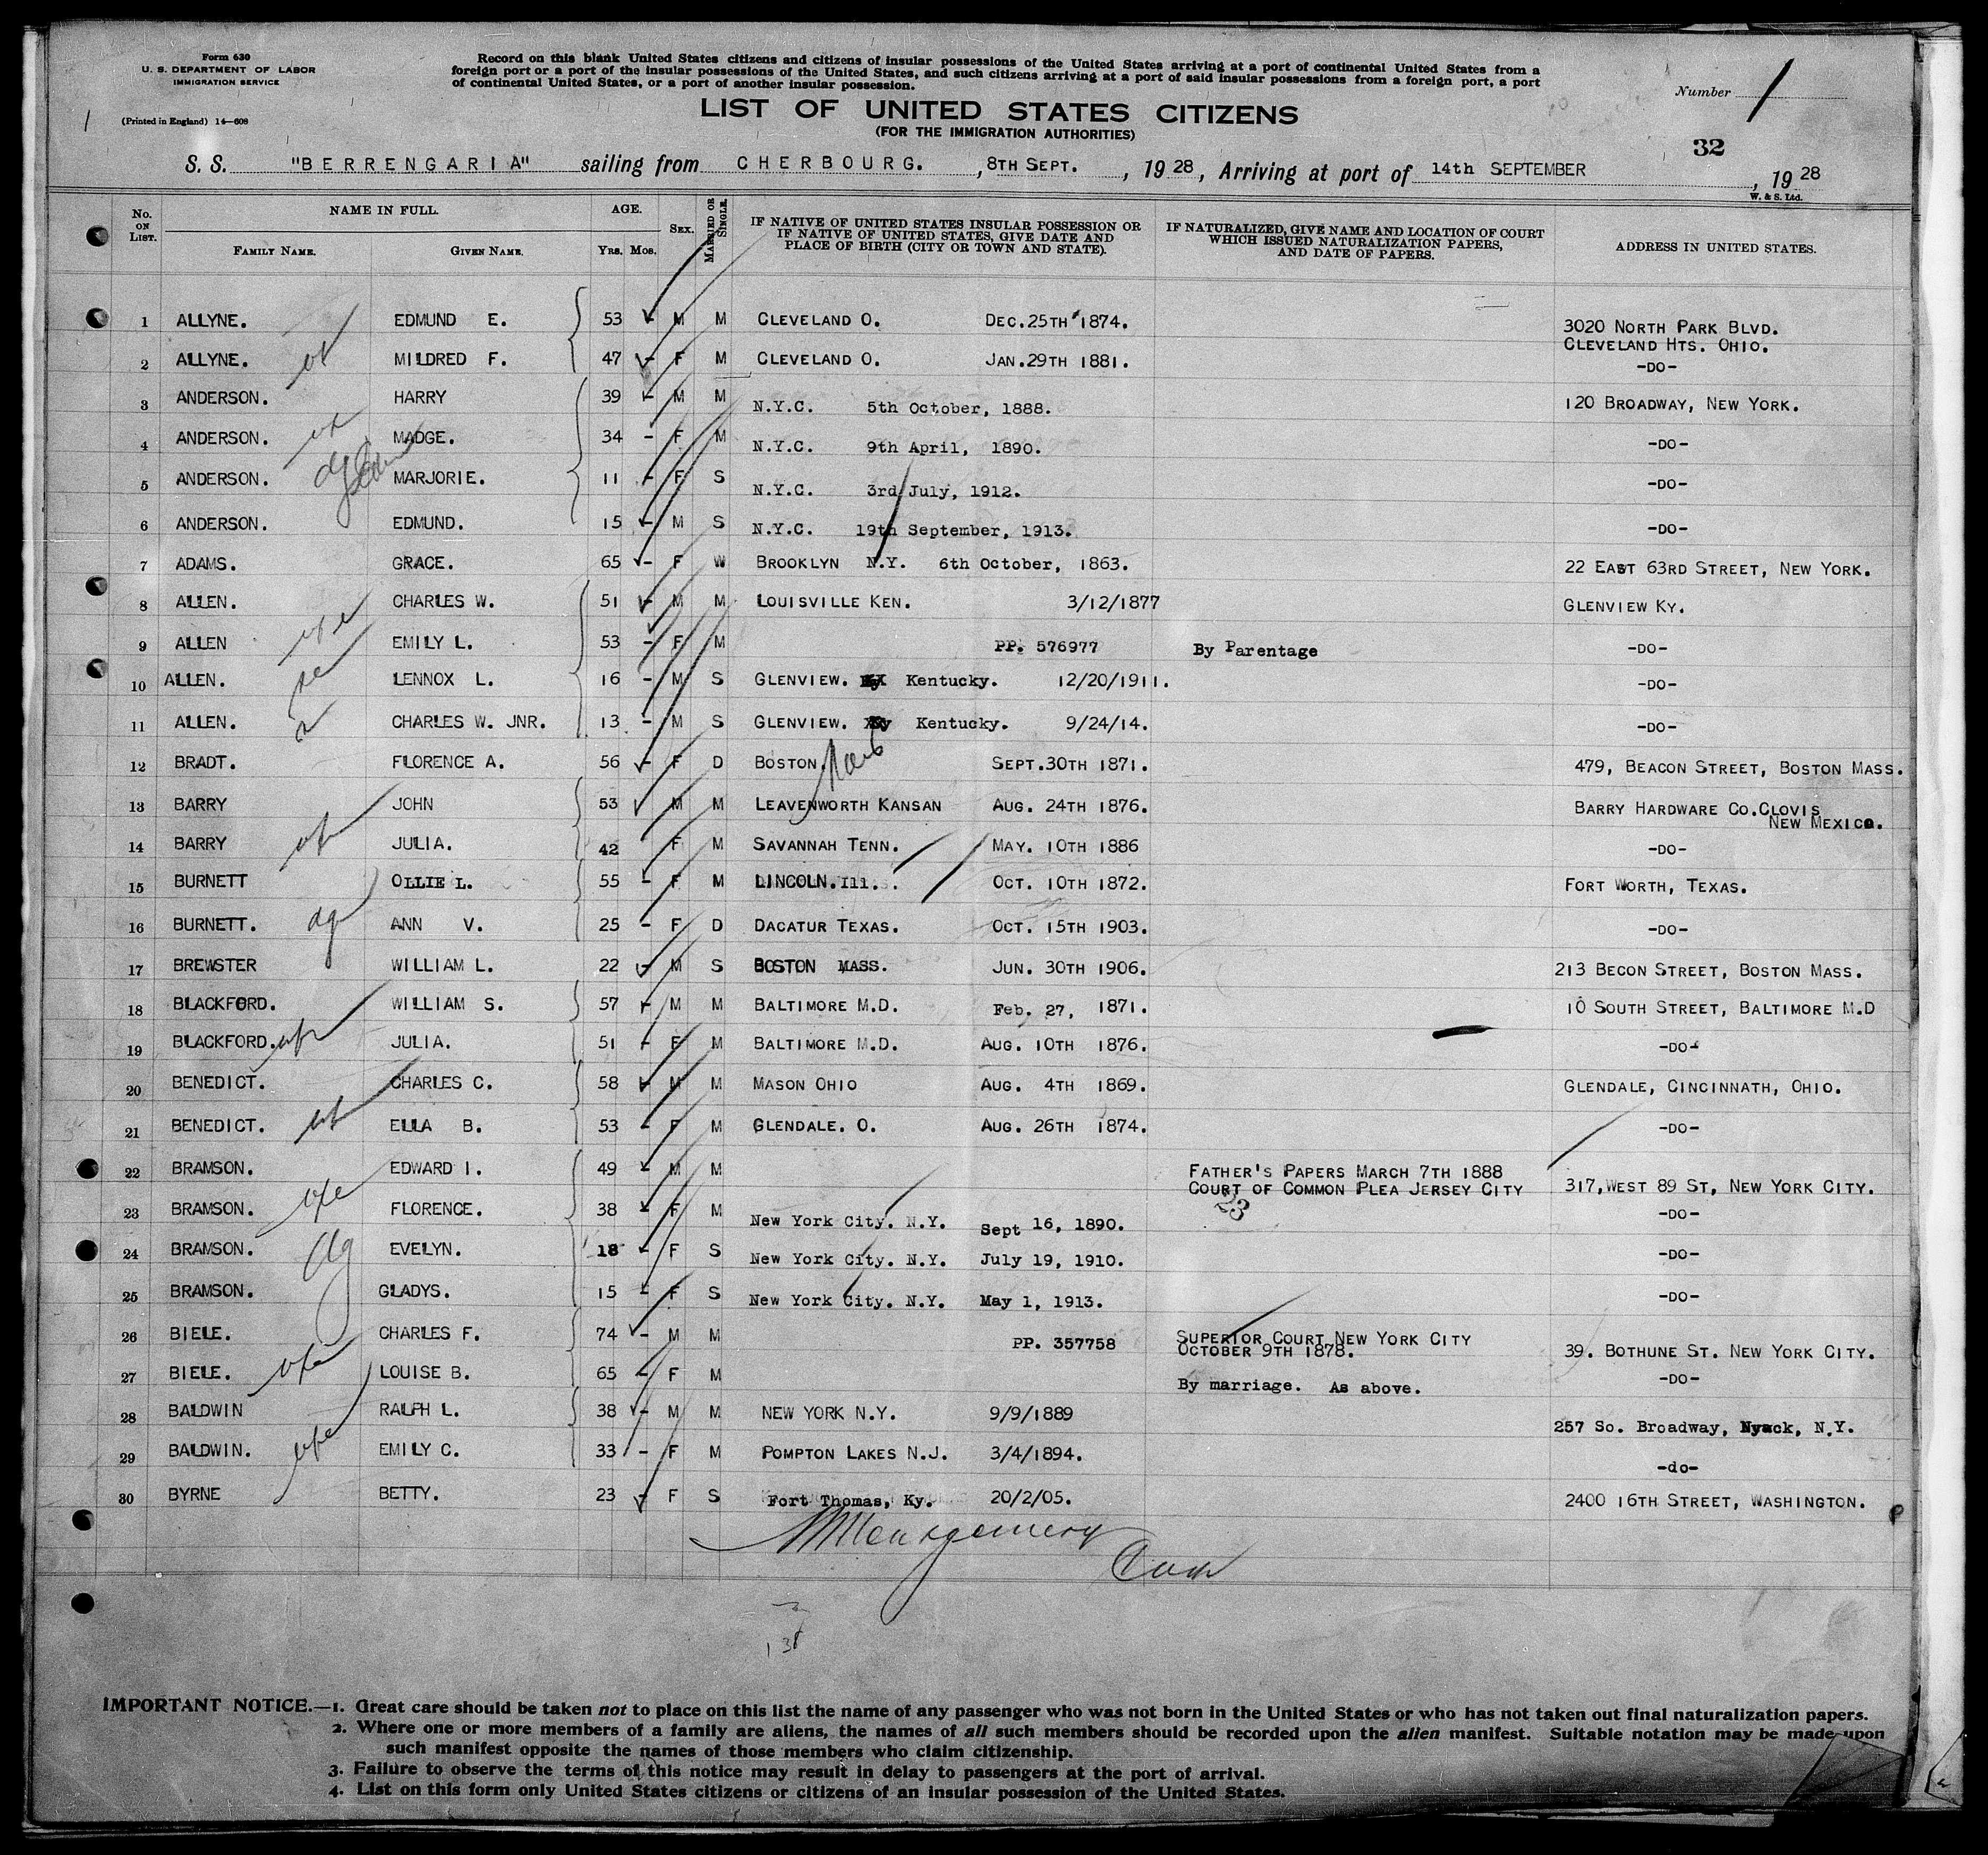 Form 630
U. S. DEPARTMENT OF LABOR
IMMIGRATION SERVICE
(Printed in England) 14—608
Record on this blank United States citizens and citizens of insular possessions of the United States arriving at a port of continental United States from a
foreign port or a port of the insular possessions of the United States, and such citizens arriving at a port of said insular possessions from a foreign port, a port
of continental United States, or a port of another insular possession.
LIST OF UNITED STATES CITIZENS
(FOR THE IMMIGRATION AUTHORITIES)
Number 1
32
S. S. "BERRENGARIA" sailing from CHERBOURG. , 8TH SEPT. , 19 28 , Arriving at port of 14th SEPTEMBER , 19 28
W. & S. Ltd.
No. ON LIST. NAME IN FULL. AGE. SEX. MARRIED OR SINGLE. IF NATIVE OF UNITED STATES INSULAR POSSESSION OR IF NATIVE OF UNITED STATES, GIVE DATE AND PLACE OF BIRTH (CITY OR TOWN AND STATE). IF NATURALIZED, GIVE NAME AND LOCATION OF COURT WHICH ISSUED NATURALIZATION PAPERS, AND DATE OF PAPERS. ADDRESS IN UNITED STATES.
FAMILY NAME. GIVEN NAME. Yrs. Mos.
1 ALLYNE. EDMUND E. 53 - M M CLEVELAND O. DEC.25TH 1874. 3020 NORTH PARK BLVD. CLEVELAND HTS. OHIO.
2 ALLYNE. MILDRED F. 47 - F M CLEVELAND O. JAN.29TH 1881. -DO-
3 ANDERSON. HARRY 39 - M M N.Y.C. 5th October, 1888. 120 BROADWAY, NEW YORK.
4 ANDERSON. MADGE. 34 - F M N.Y.C. 9th April, 1890. -DO-
5 ANDERSON. MARJORIE. 11 - F S N.Y.C. 3rd July, 1912. -DO-
6 ANDERSON. EDMUND. 15 - M S N.Y.C. 19th September, 1913. -DO-
7 ADAMS. GRACE. 65 - F W BROOKLYN N.Y. 6th October, 1863. 22 EAST 63RD STREET, NEW YORK.
8 ALLEN. CHARLES W. 51 - M M LOUISVILLE KEN. 3/12/1877 GLENVIEW KY.
9 ALLEN EMILY L. 53 - F M PP. 576977 By Parentage -DO-
10 ALLEN. LENNOX L. 16 - M S GLENVIEW. Kentucky. 12/20/1911. -DO-
11 ALLEN. CHARLES W. JNR. 13 - M S GLENVIEW. Kentucky. 9/24/14. -DO-
12 BRADT. FLORENCE A. 56 - F D BOSTON. SEPT.30TH 1871. 479, BEACON STREET, BOSTON MASS.
13 BARRY JOHN 53 M M LEAVENWORTH KANSAN AUG. 24TH 1876. BARRY HARDWARE CO.CLOVIS NEW MEXICO.
14 BARRY JULIA. 42 F M SAVANNAH TENN. MAY. 10TH 1886 -DO-
15 BURNETT OLLIE L. 55 - F M LINCOLN. Ill. OCT. 10TH 1872. FORT WORTH, TEXAS.
16 BURNETT. ANN V. 25 - F D DACATUR TEXAS. OCT. 15TH 1903. -DO-
17 BREWSTER WILLIAM L. 22 - M S BOSTON MASS. JUN. 30TH 1906. 213 BECON STREET, BOSTON MASS.
18 BLACKFORD. WILLIAM S. 57 - M M BALTIMORE M.D. Feb. 27, 1871. 10 SOUTH STREET, BALTIMORE M.D
19 BLACKFORD. JULIA. 51 - F M BALTIMORE M.D. AUG. 10TH 1876. -DO-
20 BENEDICT. CHARLES C. 58 - M M MASON OHIO AUG. 4TH 1869. GLENDALE, CINCINNATH, OHIO.
21 BENEDICT. ELLA B. 53 - F M GLENDALE. O. AUG. 26TH 1874. -DO-
22 BRAMSON. EDWARD I. 49 - M M FATHER'S PAPERS MARCH 7TH 1888 COURT OF COMMON PLEA JERSEY CITY 317,WEST 89 ST, NEW YORK CITY.
23
23 BRAMSON. FLORENCE. 38 - F M New York City. N.Y. Sept 16, 1890. -DO-
24 BRAMSON. EVELYN. 18 - F S New York City. N.Y. July 19, 1910. -DO-
25 BRAMSON. GLADYS. 15 - F S New York City. N.Y. May 1, 1913. -DO-
26 BIELE. CHARLES F. 74 - M M PP. 357758 SUPERIOR COURT NEW YORK CITY OCTOBER 9TH 1878. 39. BOTHUNE ST. NEW YORK CITY.
27 BIELE. LOUISE B. 65 - F M By marriage. As above. -DO-
28 BALDWIN RALPH L. 38 - M M NEW YORK N.Y. 9/9/1889 257 So. Broadway, Nyack, N.Y.
29 BALDWIN. EMILY C. 33 - F M POMPTON LAKES N.J. 3/4/1894. -do-
30 BYRNE BETTY. 23 - F S Fort Thomas, Ky. 20/2/05. 2400 16TH STREET, WASHINGTON.
IMPORTANT NOTICE.—1. Great care should be taken not to place on this list the name of any passenger who was not born in the United States or who has not taken out final naturalization papers.
2. Where one or more members of a family are aliens, the names of all such members should be recorded upon the alien manifest. Suitable notation may be made upon
such manifest opposite the names of those members who claim citizenship.
3. Failure to observe the terms of this notice may result in delay to passengers at the port of arrival.
4. List on this form only United States citizens or citizens of an insular possession of the United States.